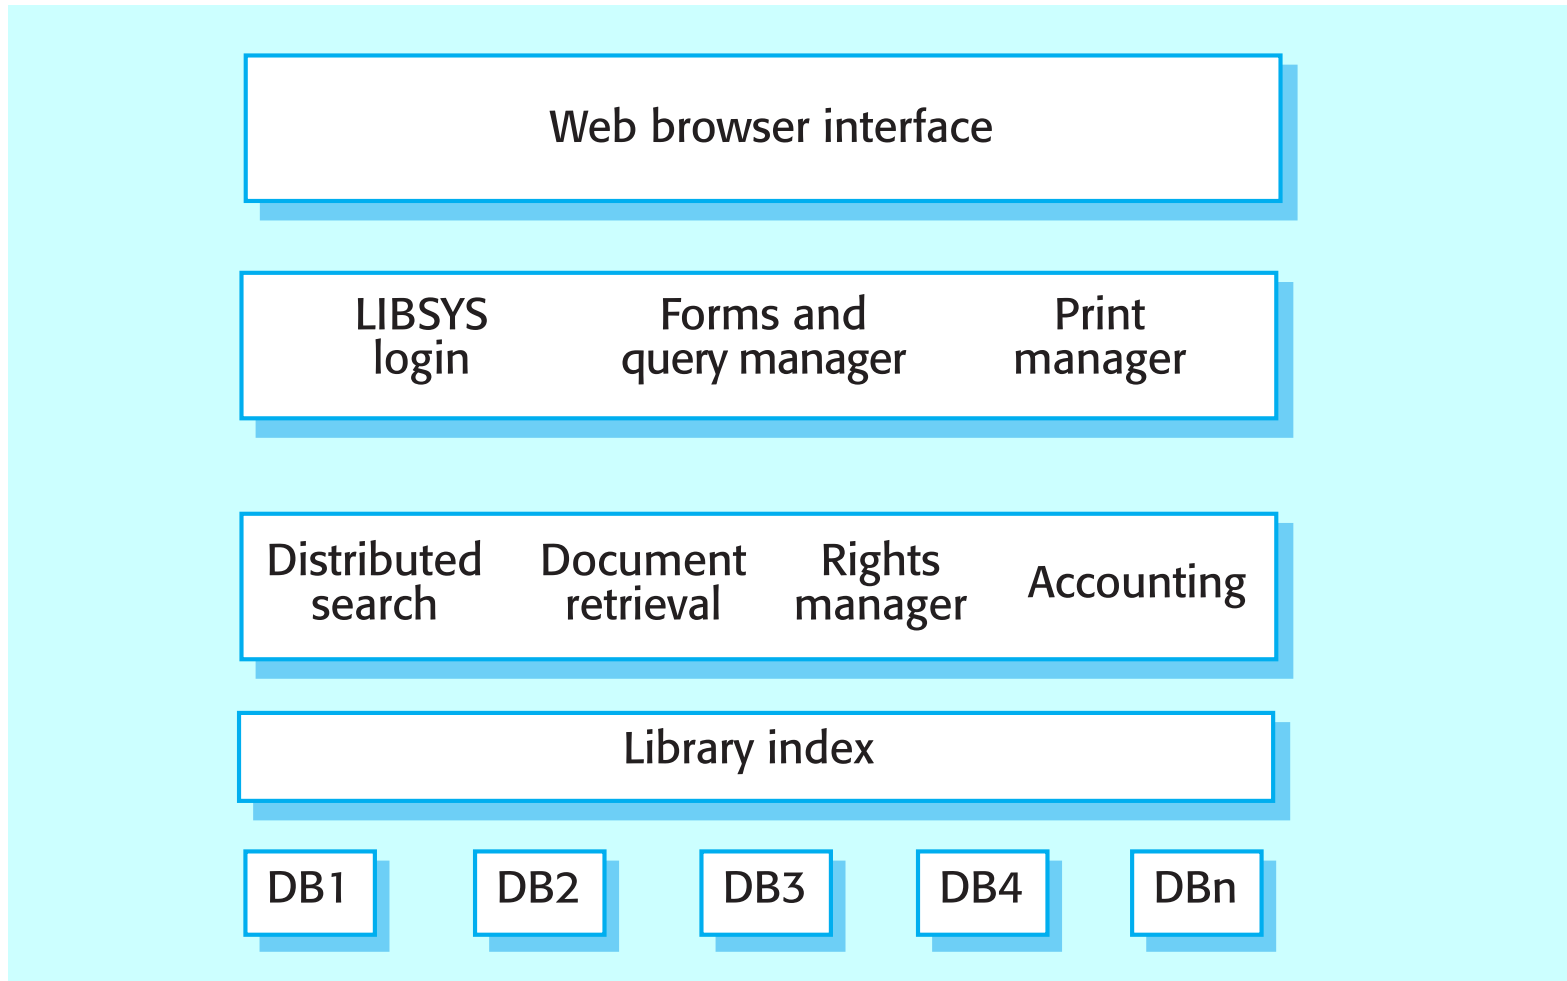 Web browser interface
LIBSYS
login
Forms and
query manager
Print
manager
Distributed
search
Document
retrieval
Rights
manager
Accounting
Library index
DB1
DB2
DB3
DB4
DBn